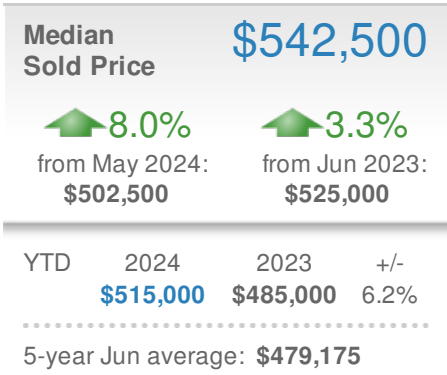 Median
Sold Price
$542,500
8.0%
from May 2024:
$502,500
3.3%
from Jun 2023:
$525,000
YTD 2024 2023 +/-
$515,000 $485,000 6.2%
5-year Jun average: $479,175